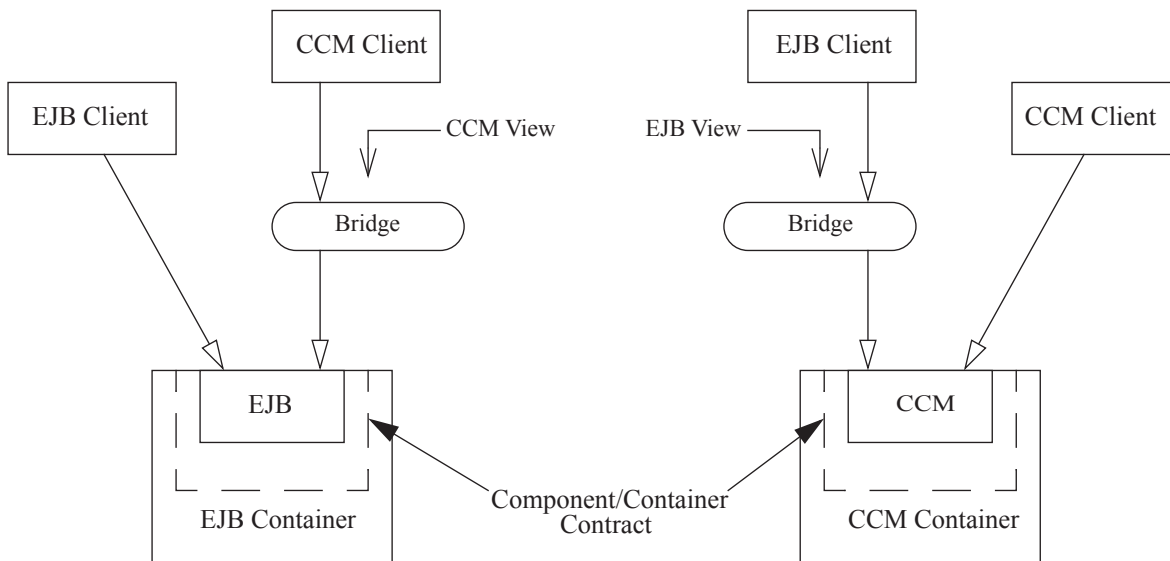 CCM Client
EJB Client
EJB Client
CCM Client
CCM View
EJB View
Bridge
Bridge
EJB
CCM
Component/Container
Contract
EJB Container
CCM Container